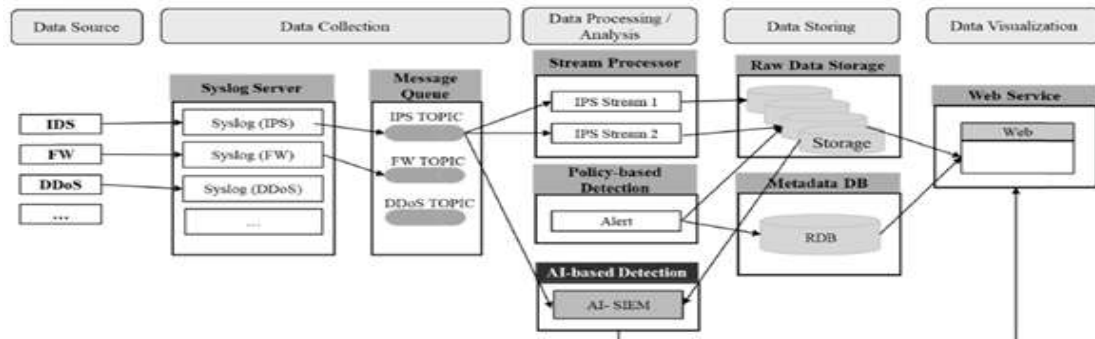 Data Source
Data Collection
Data Processing /
Analysis
Data Storing
Data Visualization
Syslog Server
Message
Queue
Stream Processor
Raw Data Storage
Web Service
IDS
FW
DDoS
...
Syslog (IPS)
Syslog (FW)
Syslog (DDoS)
...
IPS TOPIC
FW TOPIC
DDoS TOPIC
IPS Stream 1
IPS Stream 2
Policy-based
Detection
Alert
AI-based Detection
AI- SIEM
Storage
Metadata DB
RDB
Web